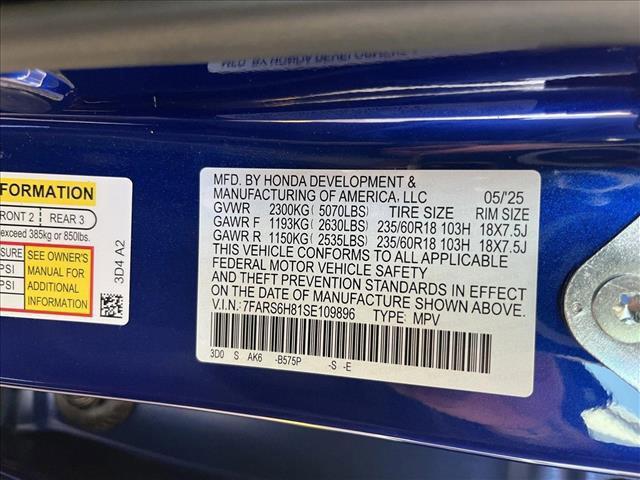 MFD. BY HONDA DEVELOPMENT &
MANUFACTURING OF AMERICA, LLC 05/'25
GVWR 2300KG( 5070LBS) TIRE SIZE RIM SIZE
GAWR F 1193KG( 2630LBS) 235/60R18 103H 18X7.5J
GAWR R 1150KG( 2535LBS) 235/60R18 103H 18X7.5J
THIS VEHICLE CONFORMS TO ALL APPLICABLE
FEDERAL MOTOR VEHICLE SAFETY
AND THEFT PREVENTION STANDARDS IN EFFECT
ON THE DATE OF MANUFACTURE SHOWN ABOVE.
V.I.N.: 7FARS6H81SE109896 TYPE: MPV
3D0 S AK6 -B575P -S -E
FORMATION
FRONT 2 REAR 3
exceed 385kg or 850lbs.
SURE
PSI
PSI
SEE OWNER'S
MANUAL FOR
ADDITIONAL
INFORMATION
3D4 A2